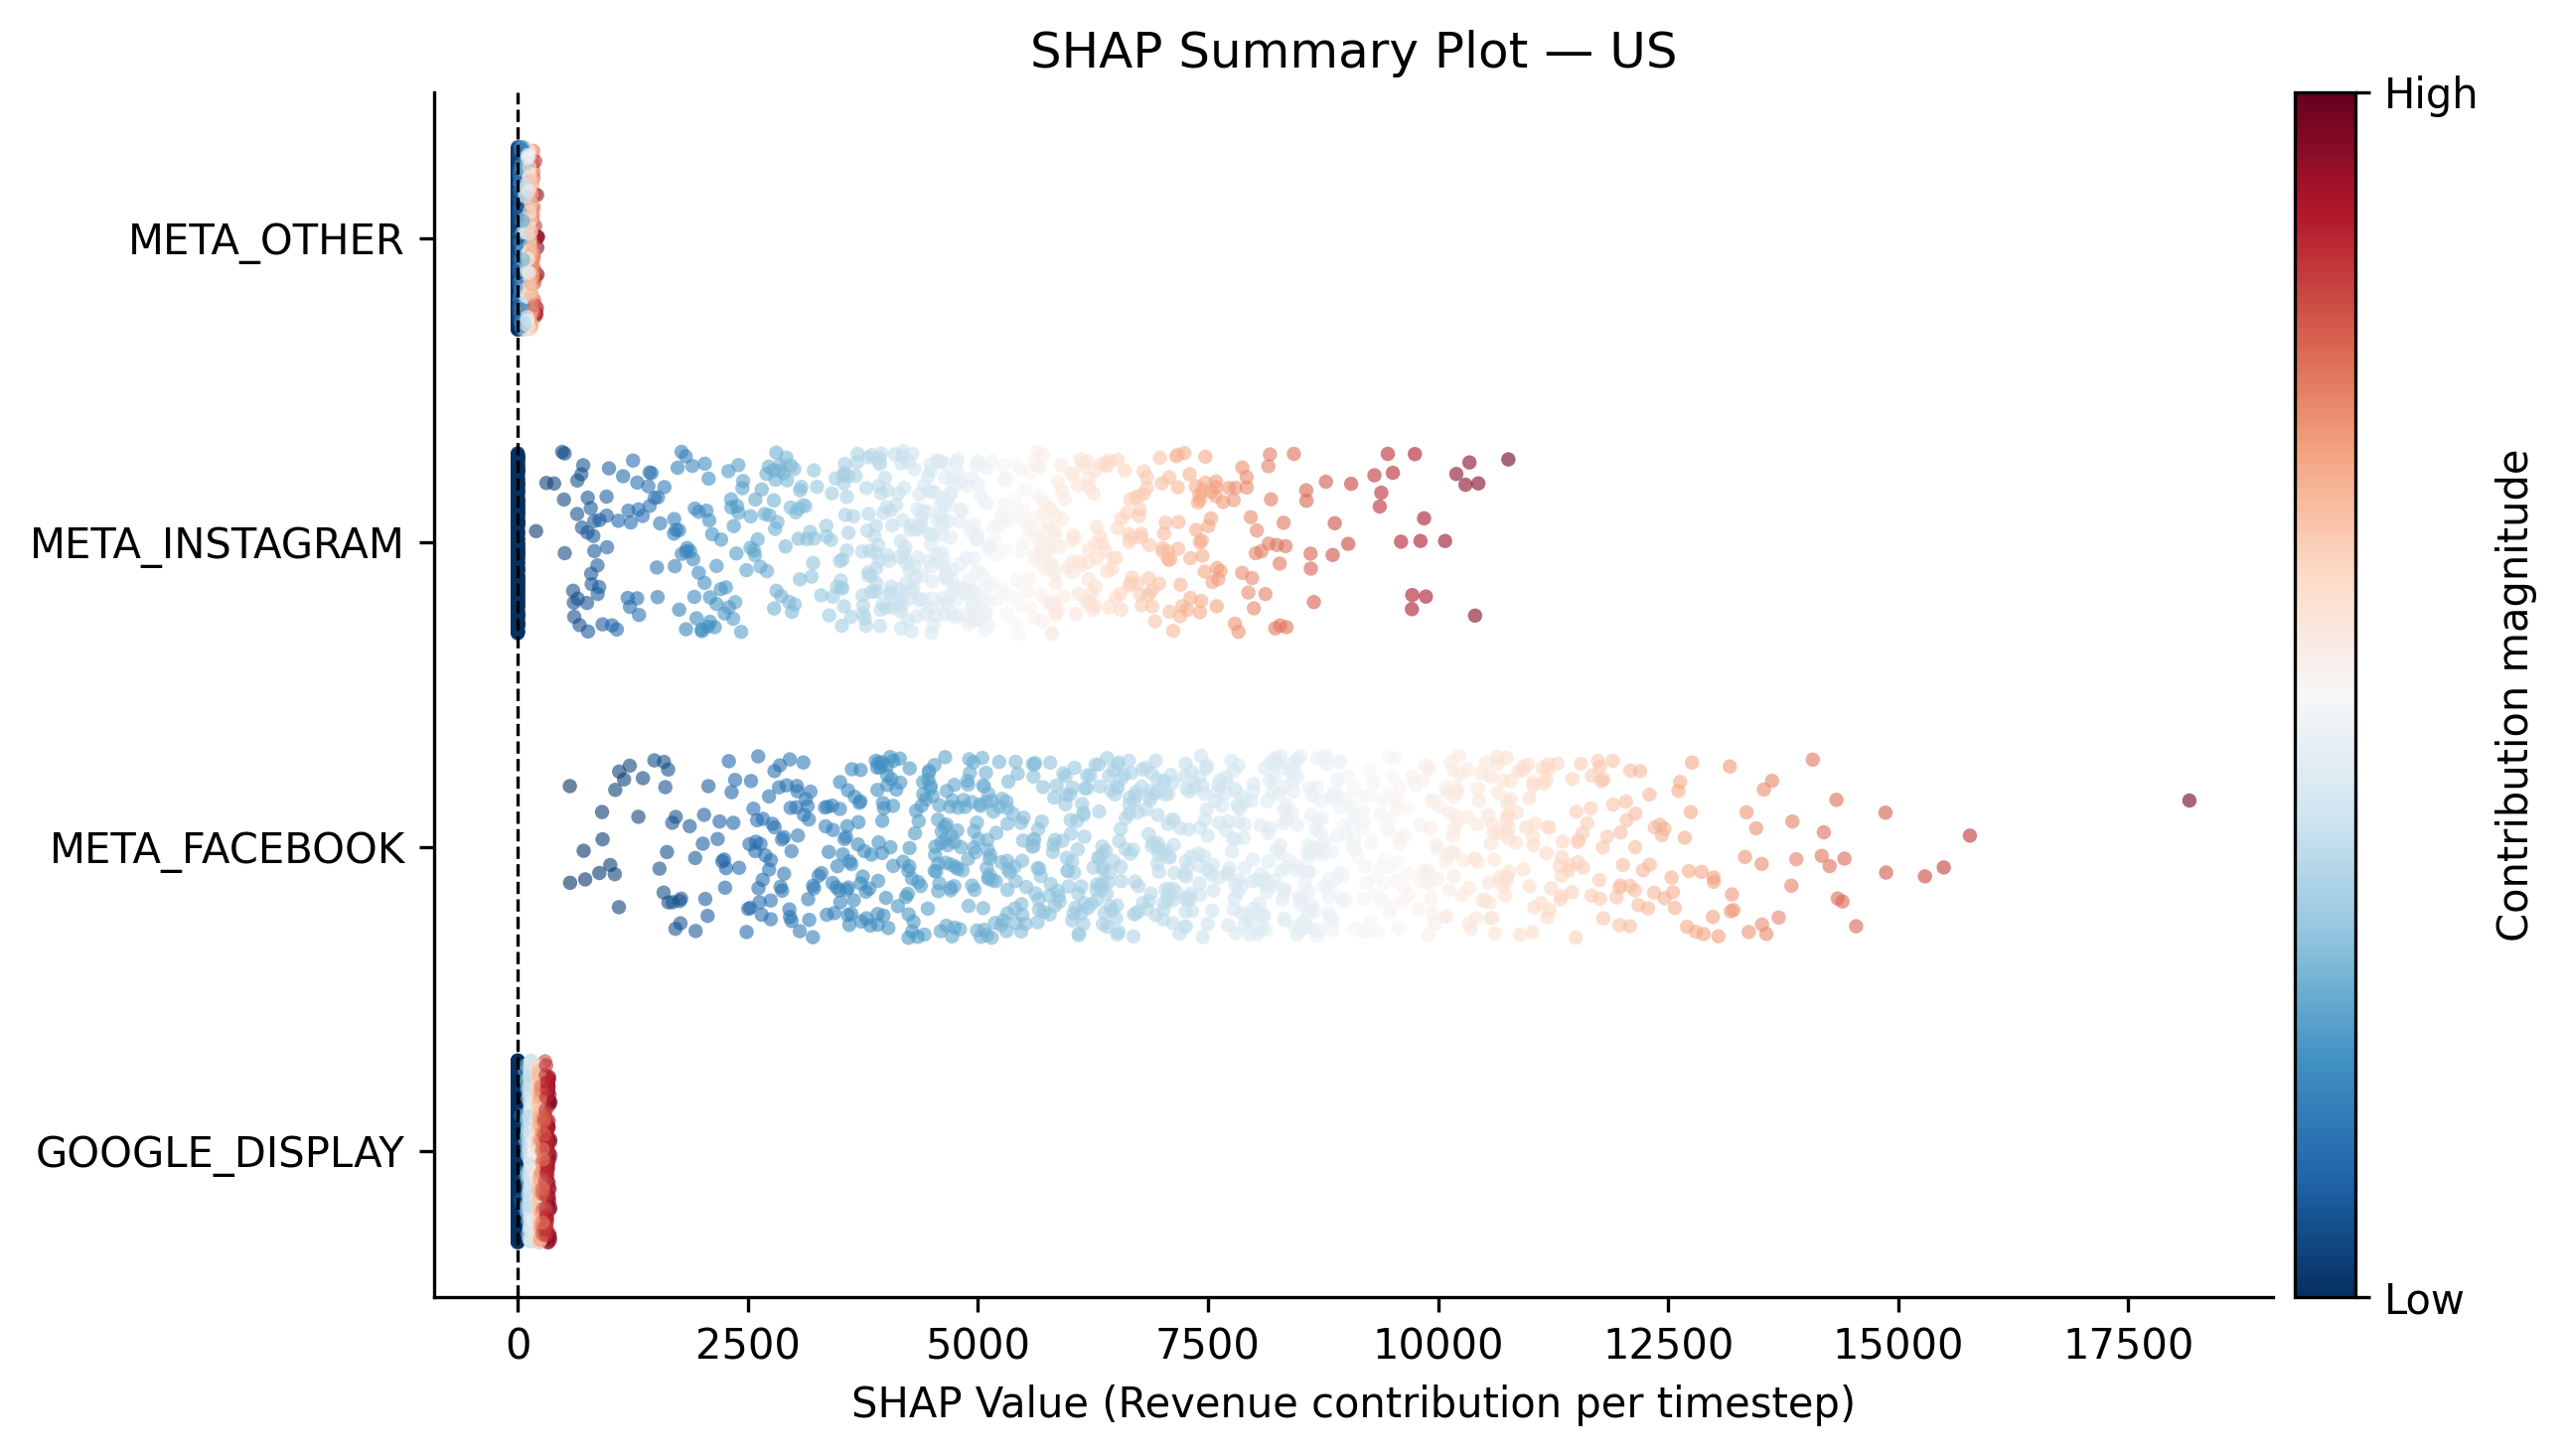 SHAP Summary Plot — US
High
META_OTHER
META_INSTAGRAM
META_FACEBOOK
GOOGLE_DISPLAY
Contribution magnitude
Low
0 2500 5000 7500 10000 12500 15000 17500
SHAP Value (Revenue contribution per timestep)